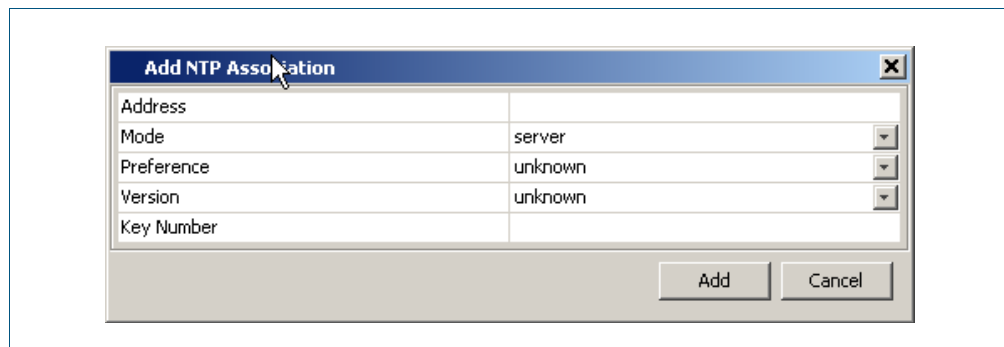 Add NTP Association
Address
Mode server
Preference unknown
Version unknown
Key Number
Add Cancel